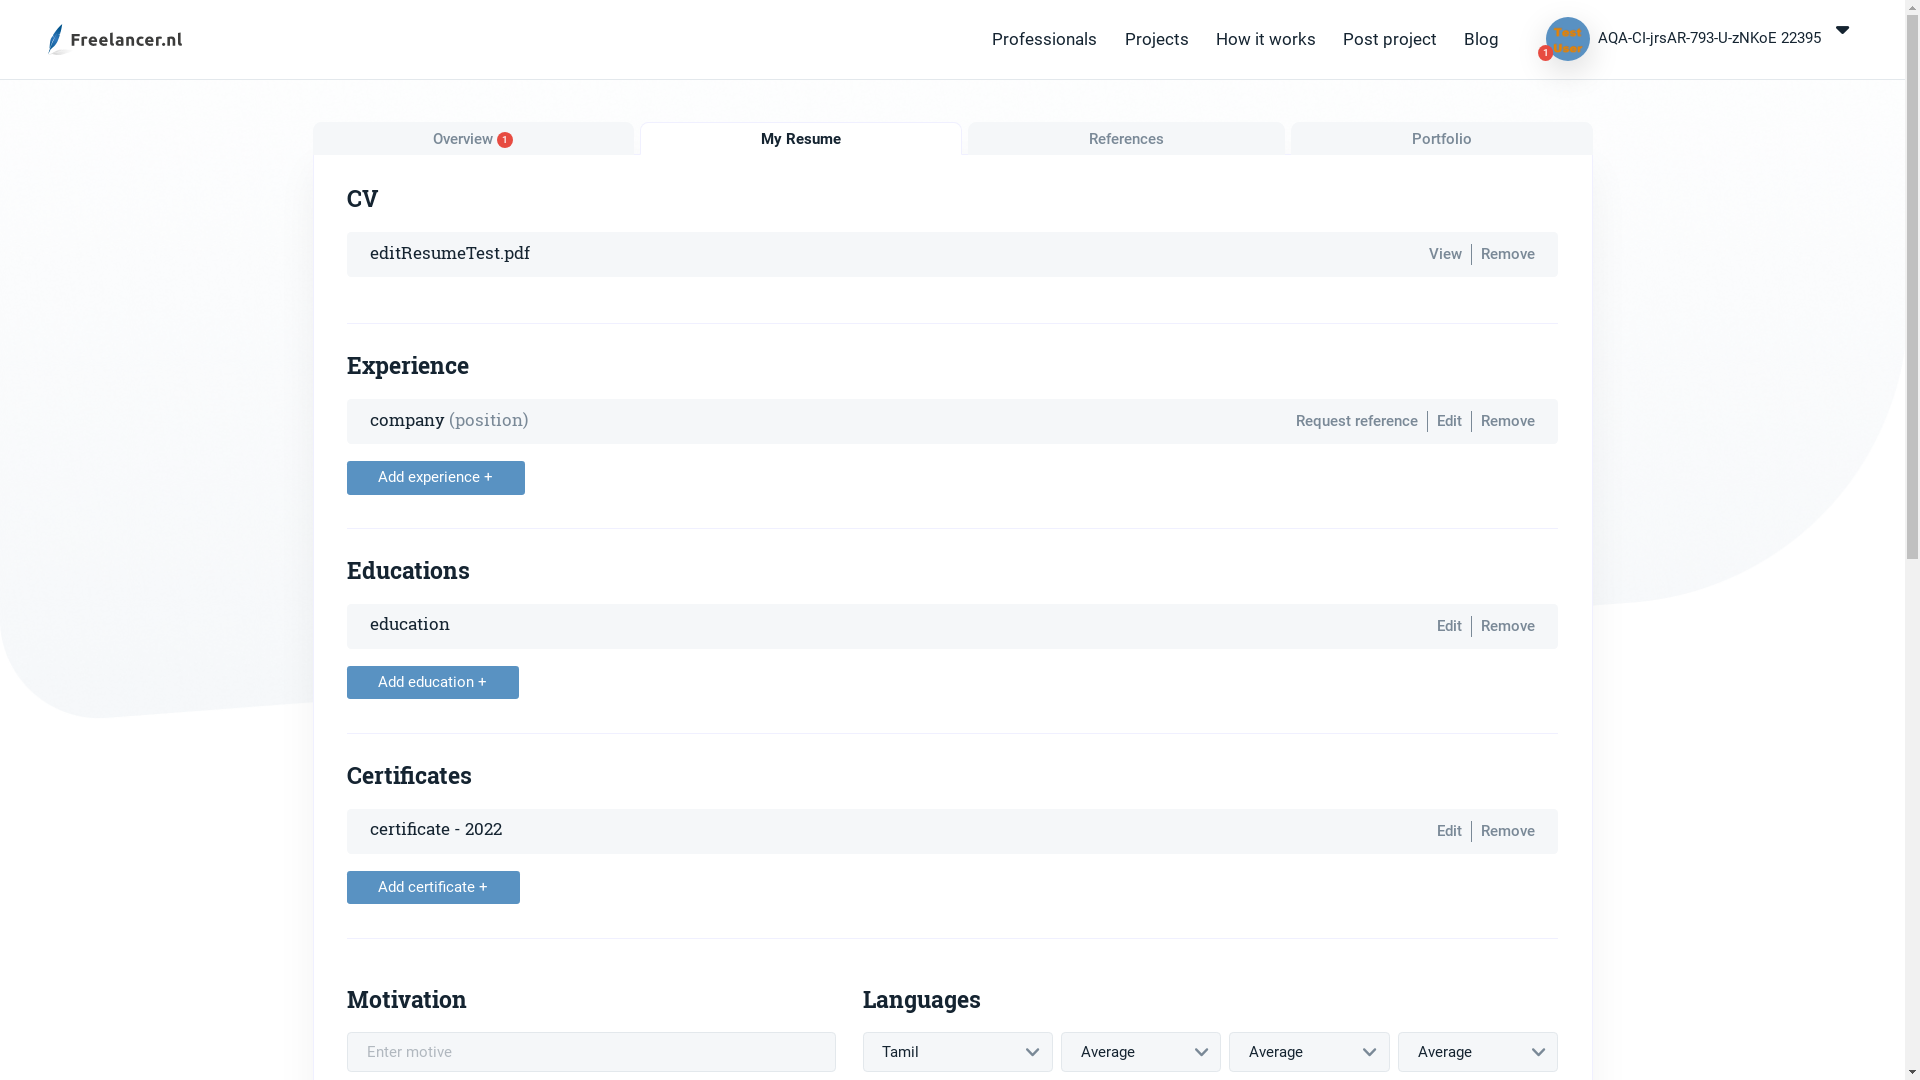 Freelancer.nl
Professionals Projects How it works Post project Blog
Test User
1
AQA-CI-jrsAR-793-U-zNKoE 22395
Overview 1
My Resume
References
Portfolio
CV
editResumeTest.pdf View Remove
Experience
company (position) Request reference Edit Remove
Add experience +
Educations
education Edit Remove
Add education +
Certificates
certificate - 2022 Edit Remove
Add certificate +
Motivation
Enter motive
Languages
Tamil Average Average Average